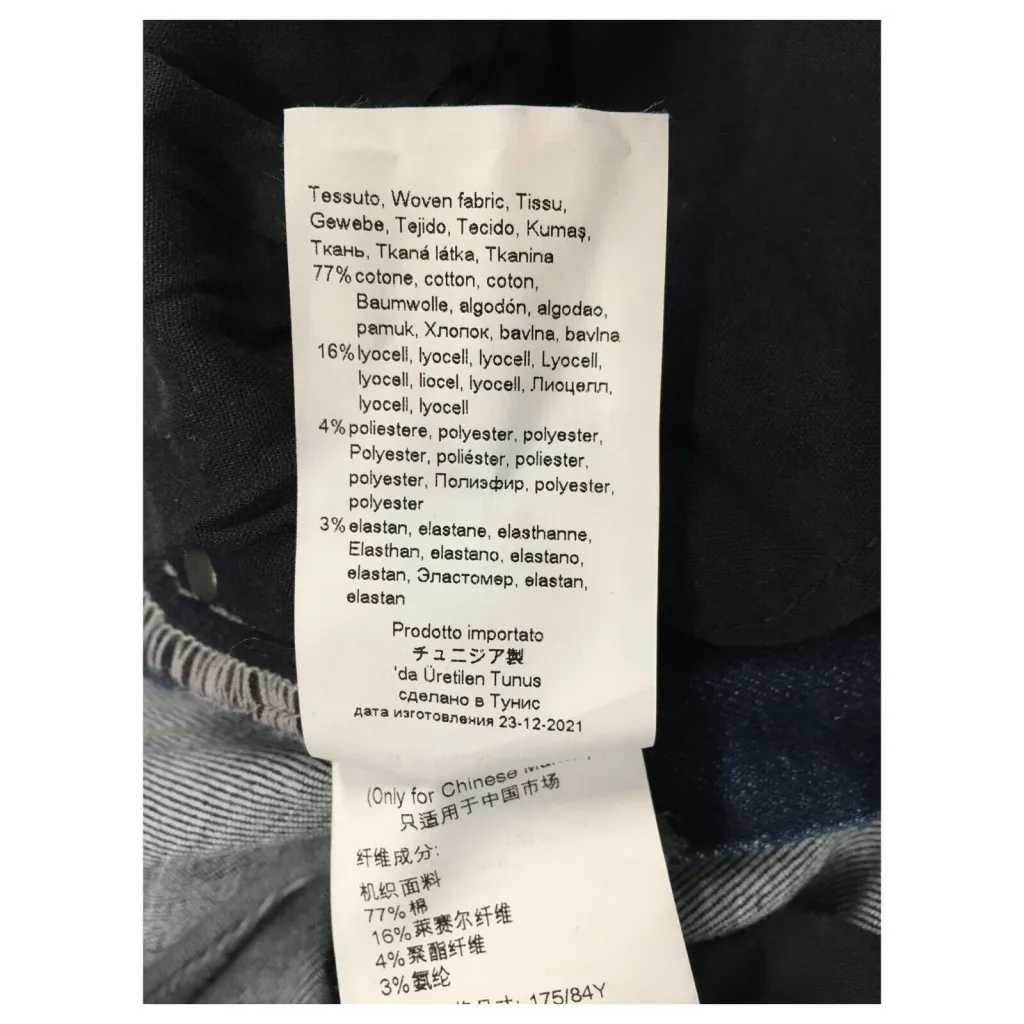 Tessuto, Woven fabric, Tissu,
Gewebe, Tejido, Tecido, Kumaş,
Ткань, Tkaná látka, Tkanina
77% cotone, cotton, coton,
Baumwolle, algodón, algodao,
pamuk, Хлопок, bavlna, bavlna
16% lyocell, lyocell, lyocell, Lyocell,
lyocell, liocel, lyocell, Лиоцелл,
lyocell, lyocell
4% poliestere, polyester, polyester,
Polyester, poliéster, poliester,
polyester, Полиэфир, polyester,
polyester
3% elastan, elastane, elasthanne,
Elasthan, elastano, elastano,
elastan, Эластомер, elastan,
elastan
Prodotto importato
チュニジア製
'da Üretilen Tunus
сделано в Тунис
дата изготовления 23-12-2021
(Only for Chinese
只适用于中国市场
纤维成分:
机织面料
77% 棉
16% 莱赛尔纤维
4% 聚酯纤维
3% 氨纶
175/84Y